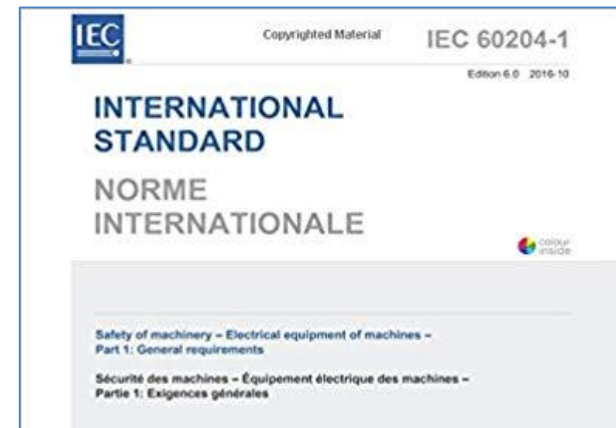 IEC
Copyrighted Material
IEC 60204-1
Edition 6.0 2016-10
INTERNATIONAL
STANDARD
NORME
INTERNATIONALE
colour
inside
Safety of machinery – Electrical equipment of machines –
Part 1: General requirements
Sécurité des machines – Équipement électrique des machines –
Partie 1: Exigences générales